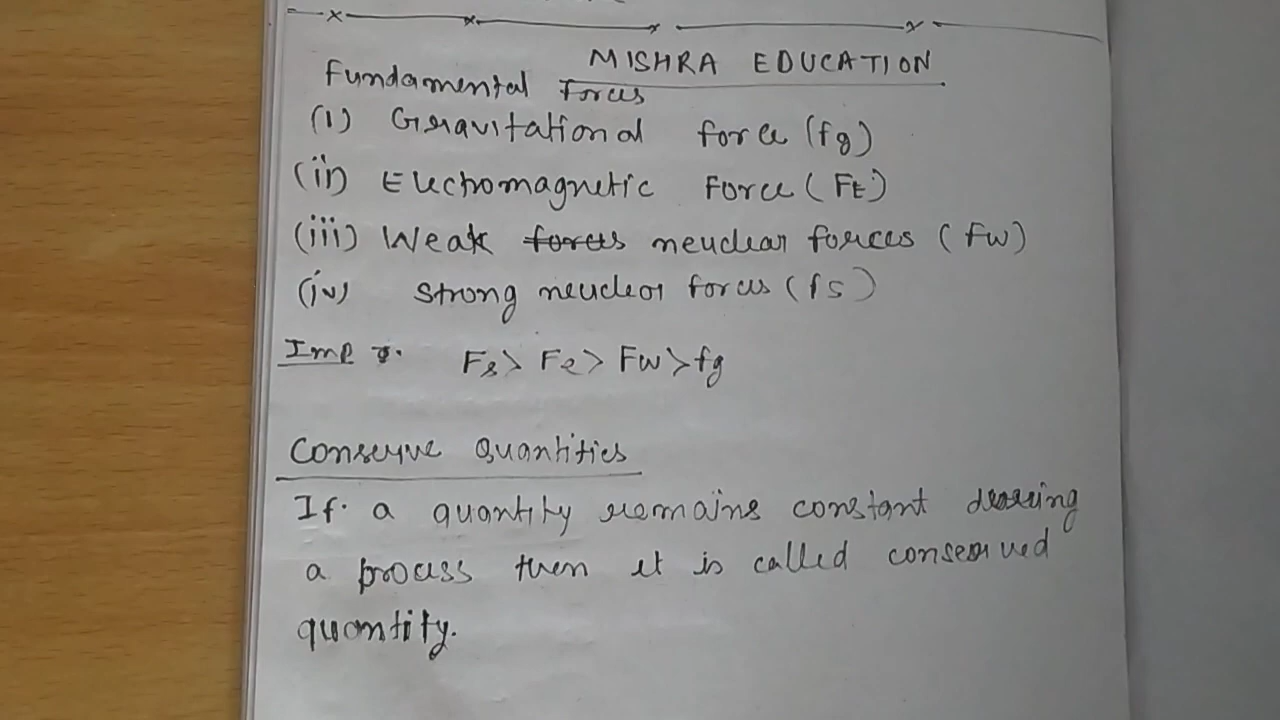 MISHRA EDUCATION
Fundamental Forces
(i) Gravitational force (fg)
(ii) Electromagnetic Force (FE)
(iii) Weak forces neuclear forces (Fw)
(iv) Strong neuclear forces (fs)
Imp :. Fs > Fe > Fw > fg
Conserve Quantities
If a quantity remains constant during
a process then it is called conserved
quantity.